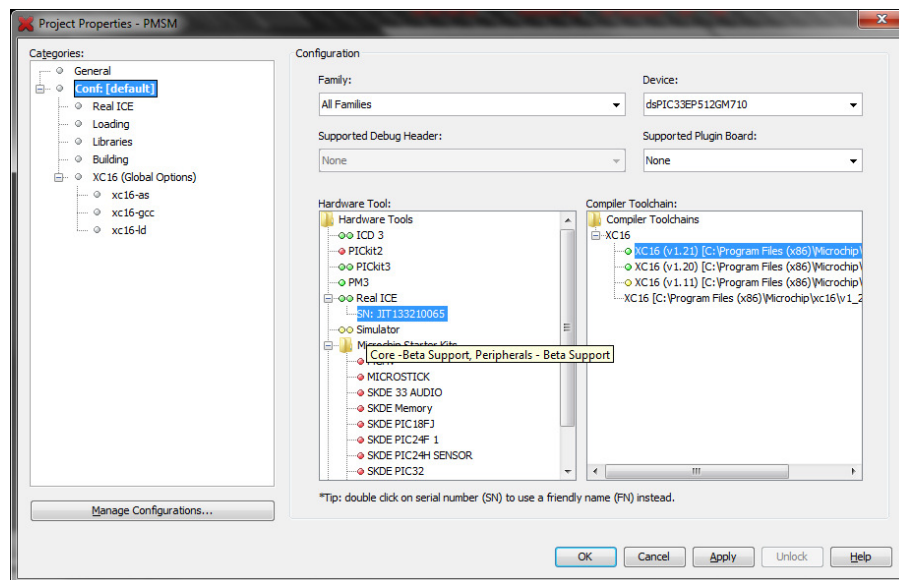 Project Properties - PMSM
Categories:
General
Conf: [default]
Real ICE
Loading
Libraries
Building
XC16 (Global Options)
xc16-as
xc16-gcc
xc16-ld
Manage Configurations...
Configuration
Family:
Device:
All Families
dsPIC33EP512GM710
Supported Debug Header:
Supported Plugin Board:
None
None
Hardware Tool:
Hardware Tools
ICD 3
PICkit2
PICkit3
PM3
Real ICE
SN: JIT133210065
Simulator
Microchip Starter Kits
Core -Beta Support, Peripherals - Beta Support
MICROSTICK
SKDE 33 AUDIO
SKDE Memory
SKDE PIC18FJ
SKDE PIC24F 1
SKDE PIC24H SENSOR
SKDE PIC32
Compiler Toolchain:
Compiler Toolchains
XC16
XC16 (v1.21) [C:\Program Files (x86)\Microchip\
XC16 (v1.20) [C:\Program Files (x86)\Microchip\
XC16 (v1.11) [C:\Program Files (x86)\Microchip\
XC16 [C:\Program Files (x86)\Microchip\xc16\v1_2
*Tip: double click on serial number (SN) to use a friendly name (FN) instead.
OK
Cancel
Apply
Unlock
Help